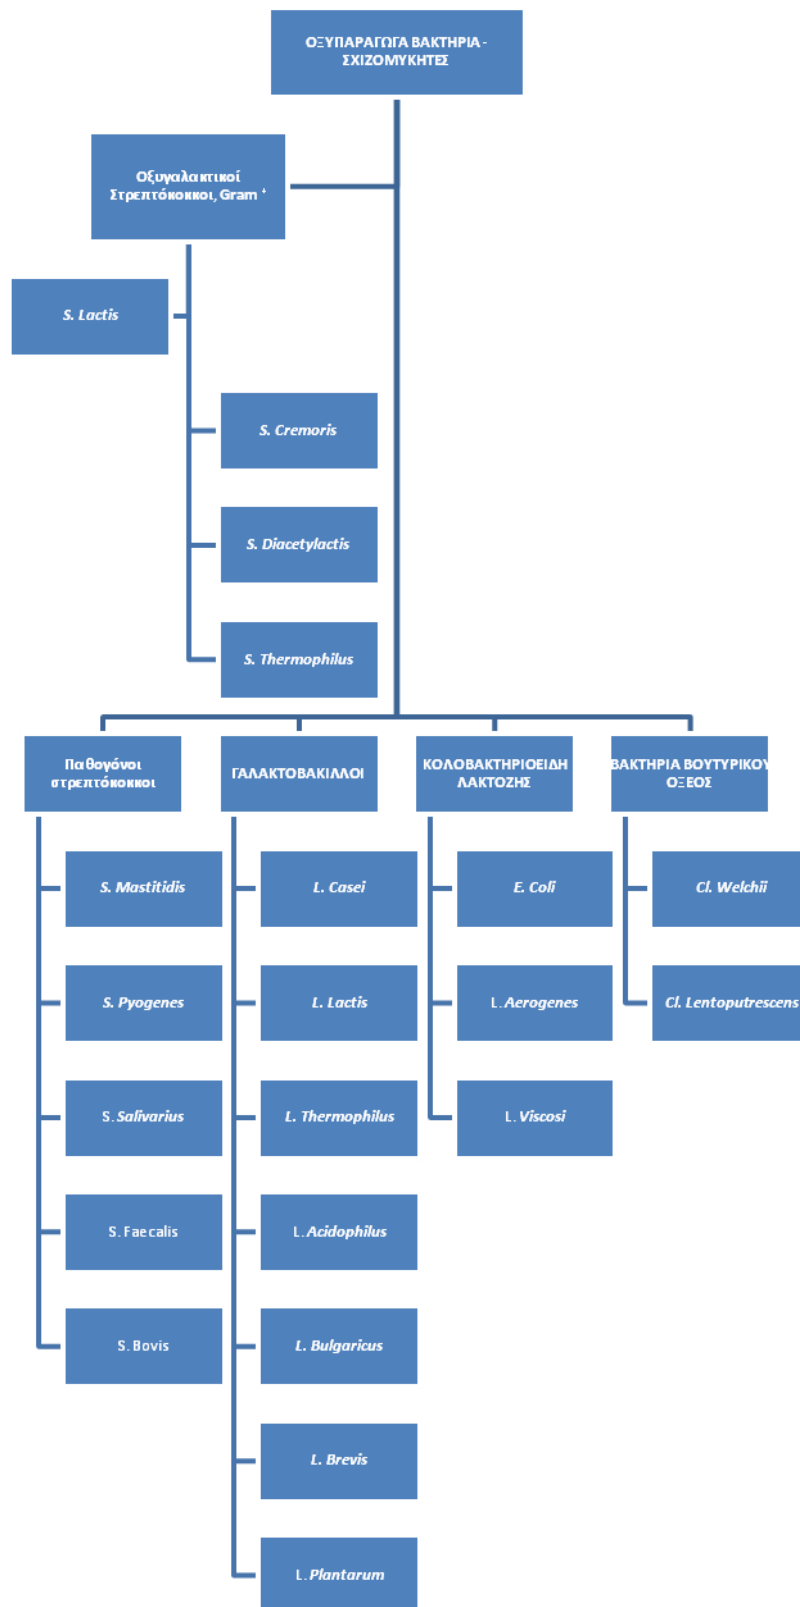 ΟΞΥΠΑΡΑΓΩΓΑ ΒΑΚΤΗΡΙΑ -
ΣΧΙΖΟΜΥΚΗΤΕΣ
Οξυγαλακτικοί
Στρεπτόκοκκοι, Gram +
S. Lactis
S. Cremoris
S. Diacetylactis
S. Thermophilus
Παθογόνοι
στρεπτόκοκκοι
S. Mastitidis
S. Pyogenes
S. Salivarius
S. Faecalis
S. Bovis
ΓΑΛΑΚΤΟΒΑΚΙΛΛΟΙ
L. Casei
L. Lactis
L. Thermophilus
L. Acidophilus
L. Bulgaricus
L. Brevis
L. Plantarum
ΚΟΛΟΒΑΚΤΗΡΙΟΕΙΔΗ
ΛΑΚΤΟΖΗΣ
E. Coli
L. Aerogenes
L. Viscosi
ΒΑΚΤΗΡΙΑ ΒΟΥΤΥΡΙΚΟΥ
ΟΞΕΟΣ
Cl. Welchii
Cl. Lentoputrescens